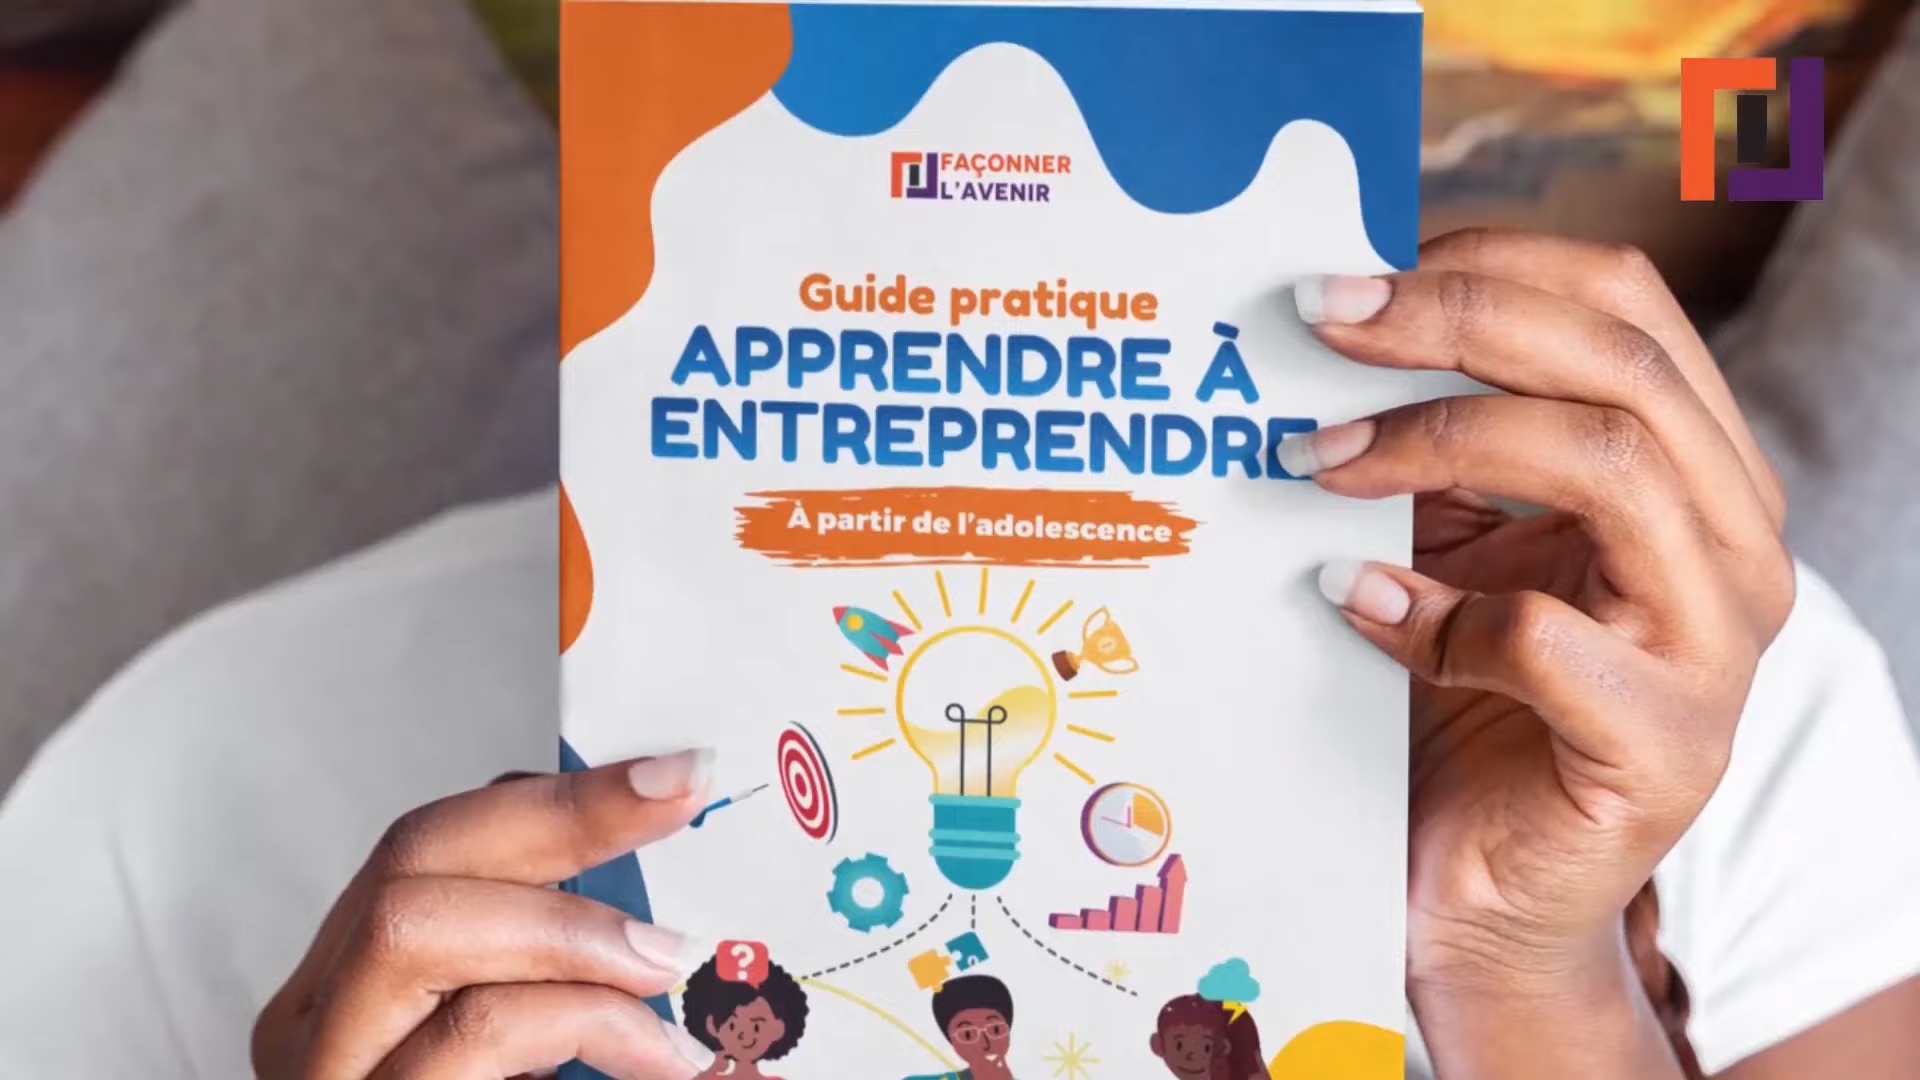 FAÇONNER
L'AVENIR
Guide pratique
APPRENDRE À
ENTREPRENDRE
À partir de l'adolescence
?